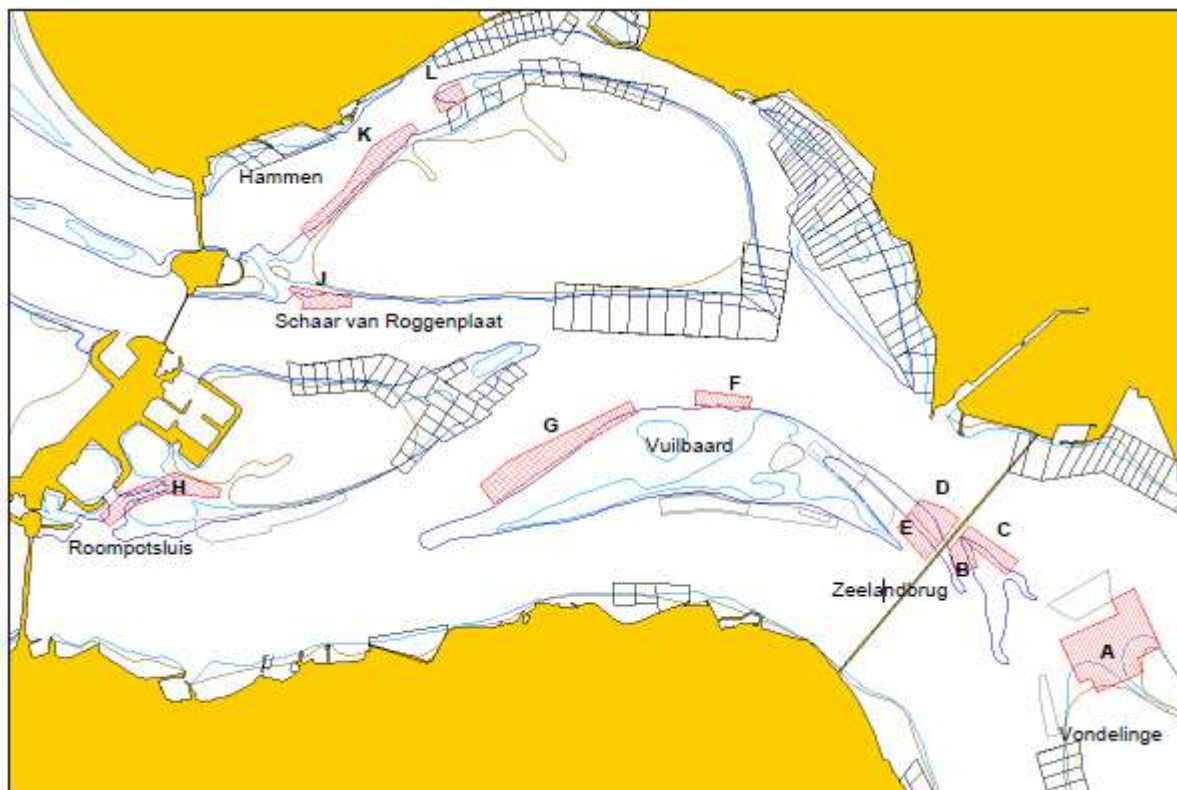 L
K
Hammen
J
Schaar van Roggenplaat
F
G
Vuilbaard
H
D
E
C
Roompotsluis
B
Zeelandbrug
A
Vondelinge